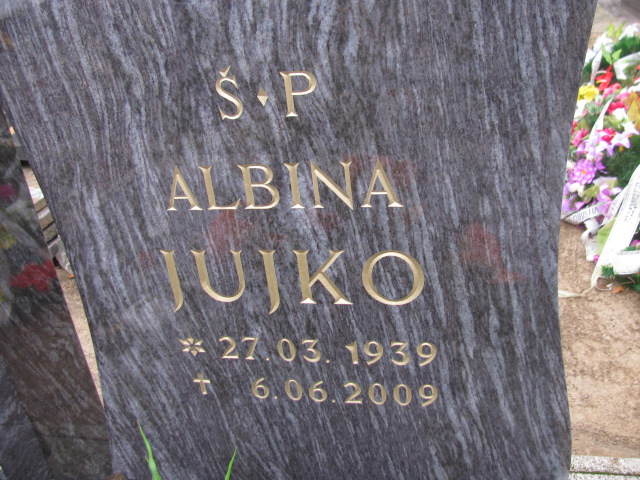 Š·P
ALBINA
JUJKO
* 27.03.1939
† 6.06.2009